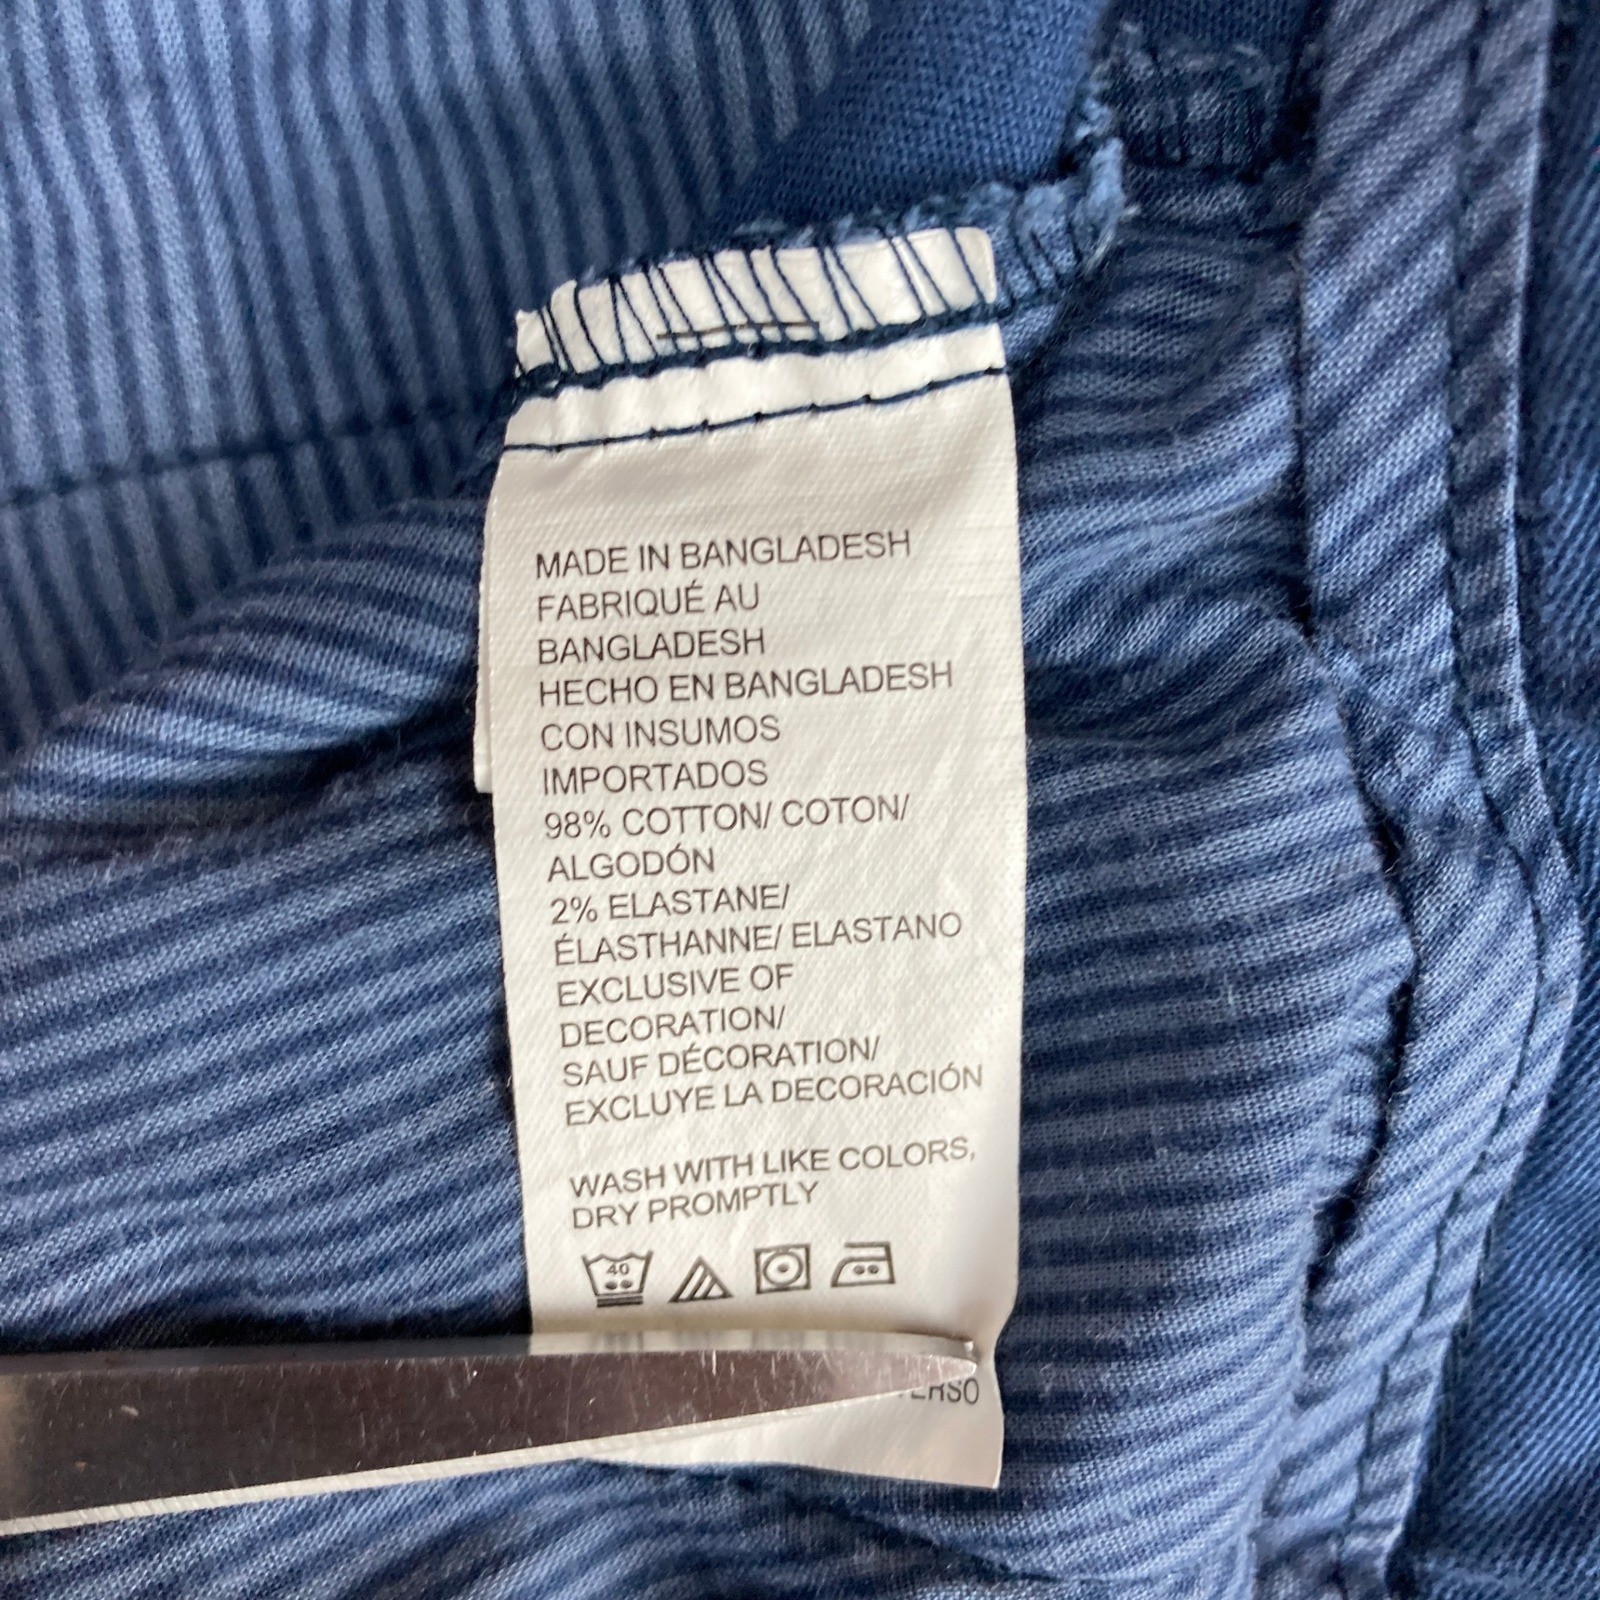 MADE IN BANGLADESH
FABRIQUÉ AU
BANGLADESH
HECHO EN BANGLADESH
CON INSUMOS
IMPORTADOS
98% COTTON/ COTON/
ALGODÓN
2% ELASTANE/
ÉLASTHANNE/ ELASTANO
EXCLUSIVE OF
DECORATION/
SAUF DÉCORATION/
EXCLUYE LA DECORACIÓN
WASH WITH LIKE COLORS,
DRY PROMPTLY
40